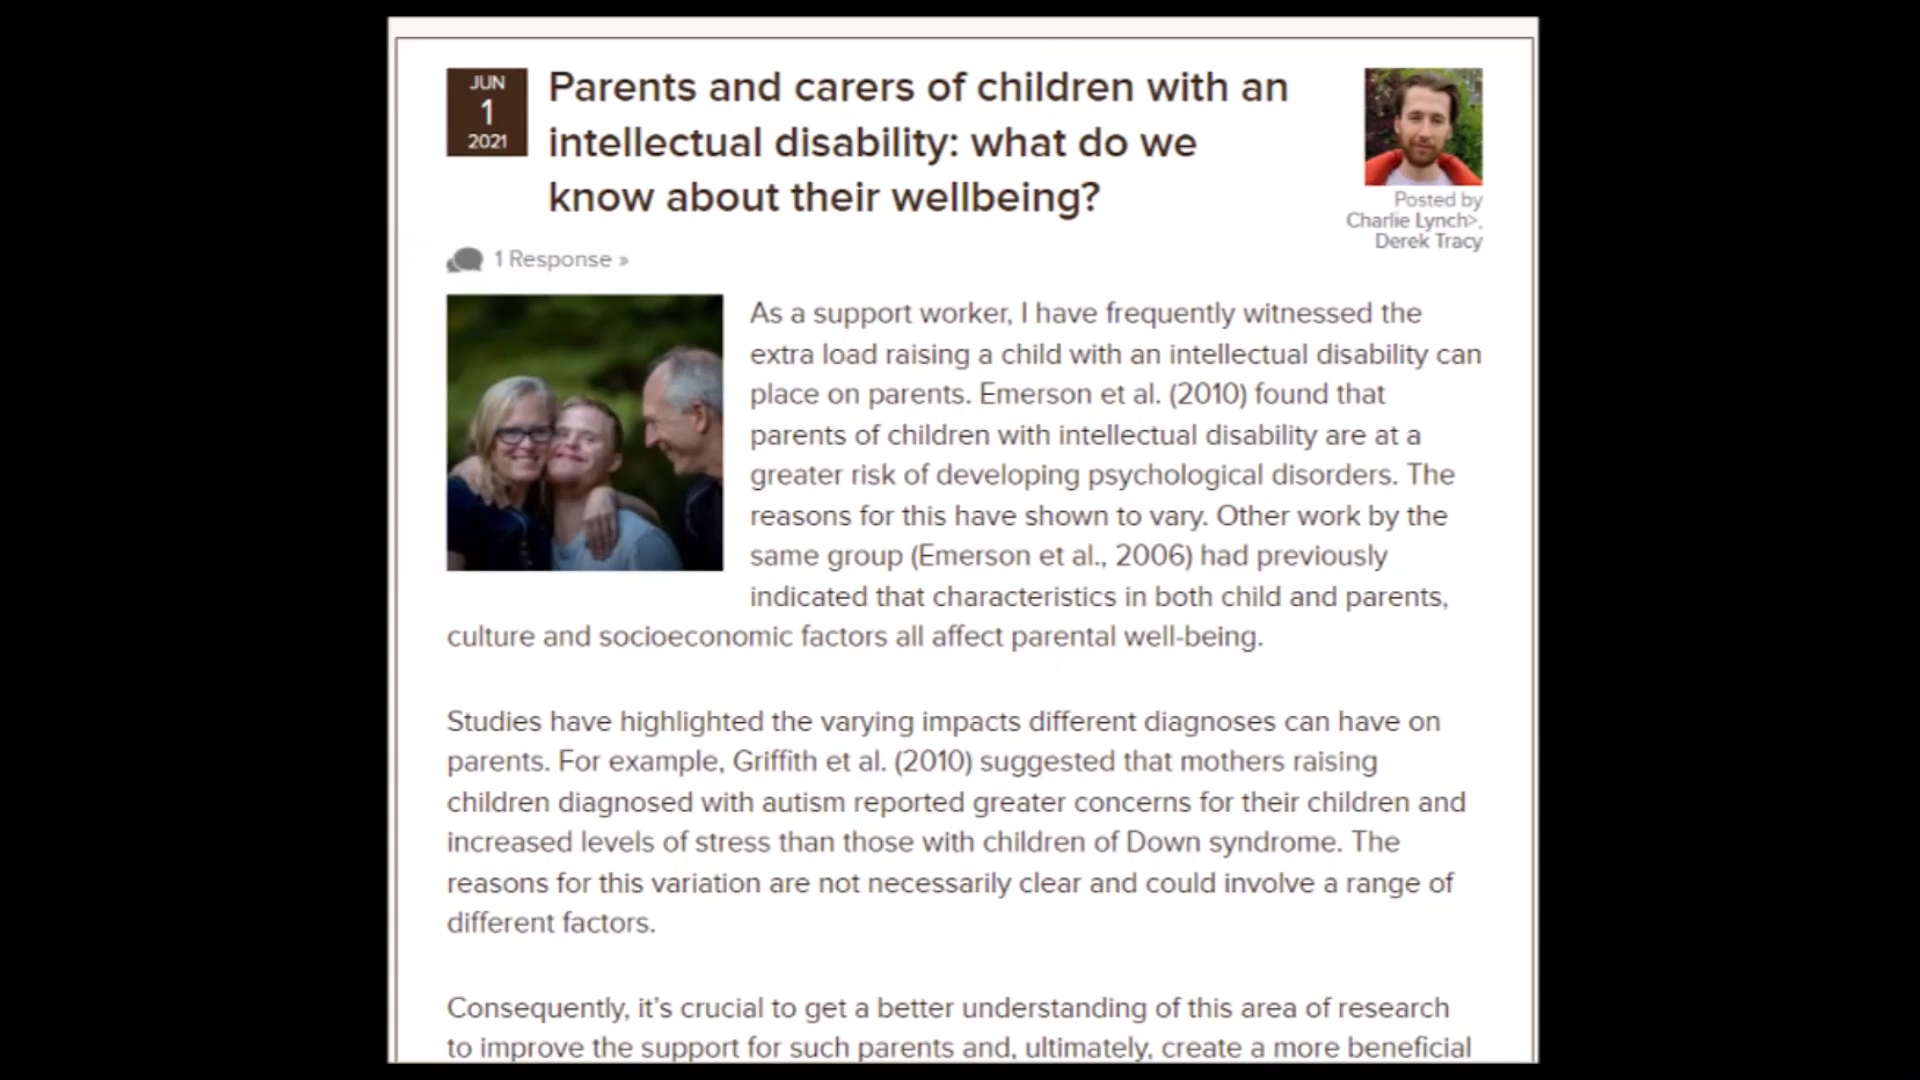 JUN
1
2021
Parents and carers of children with an
intellectual disability: what do we
know about their wellbeing?
Posted by
Charlie Lynch>,
Derek Tracy
1 Response »
As a support worker, I have frequently witnessed the
extra load raising a child with an intellectual disability can
place on parents. Emerson et al. (2010) found that
parents of children with intellectual disability are at a
greater risk of developing psychological disorders. The
reasons for this have shown to vary. Other work by the
same group (Emerson et al., 2006) had previously
indicated that characteristics in both child and parents,
culture and socioeconomic factors all affect parental well-being.
Studies have highlighted the varying impacts different diagnoses can have on
parents. For example, Griffith et al. (2010) suggested that mothers raising
children diagnosed with autism reported greater concerns for their children and
increased levels of stress than those with children of Down syndrome. The
reasons for this variation are not necessarily clear and could involve a range of
different factors.
Consequently, it's crucial to get a better understanding of this area of research
to improve the support for such parents and, ultimately, create a more beneficial